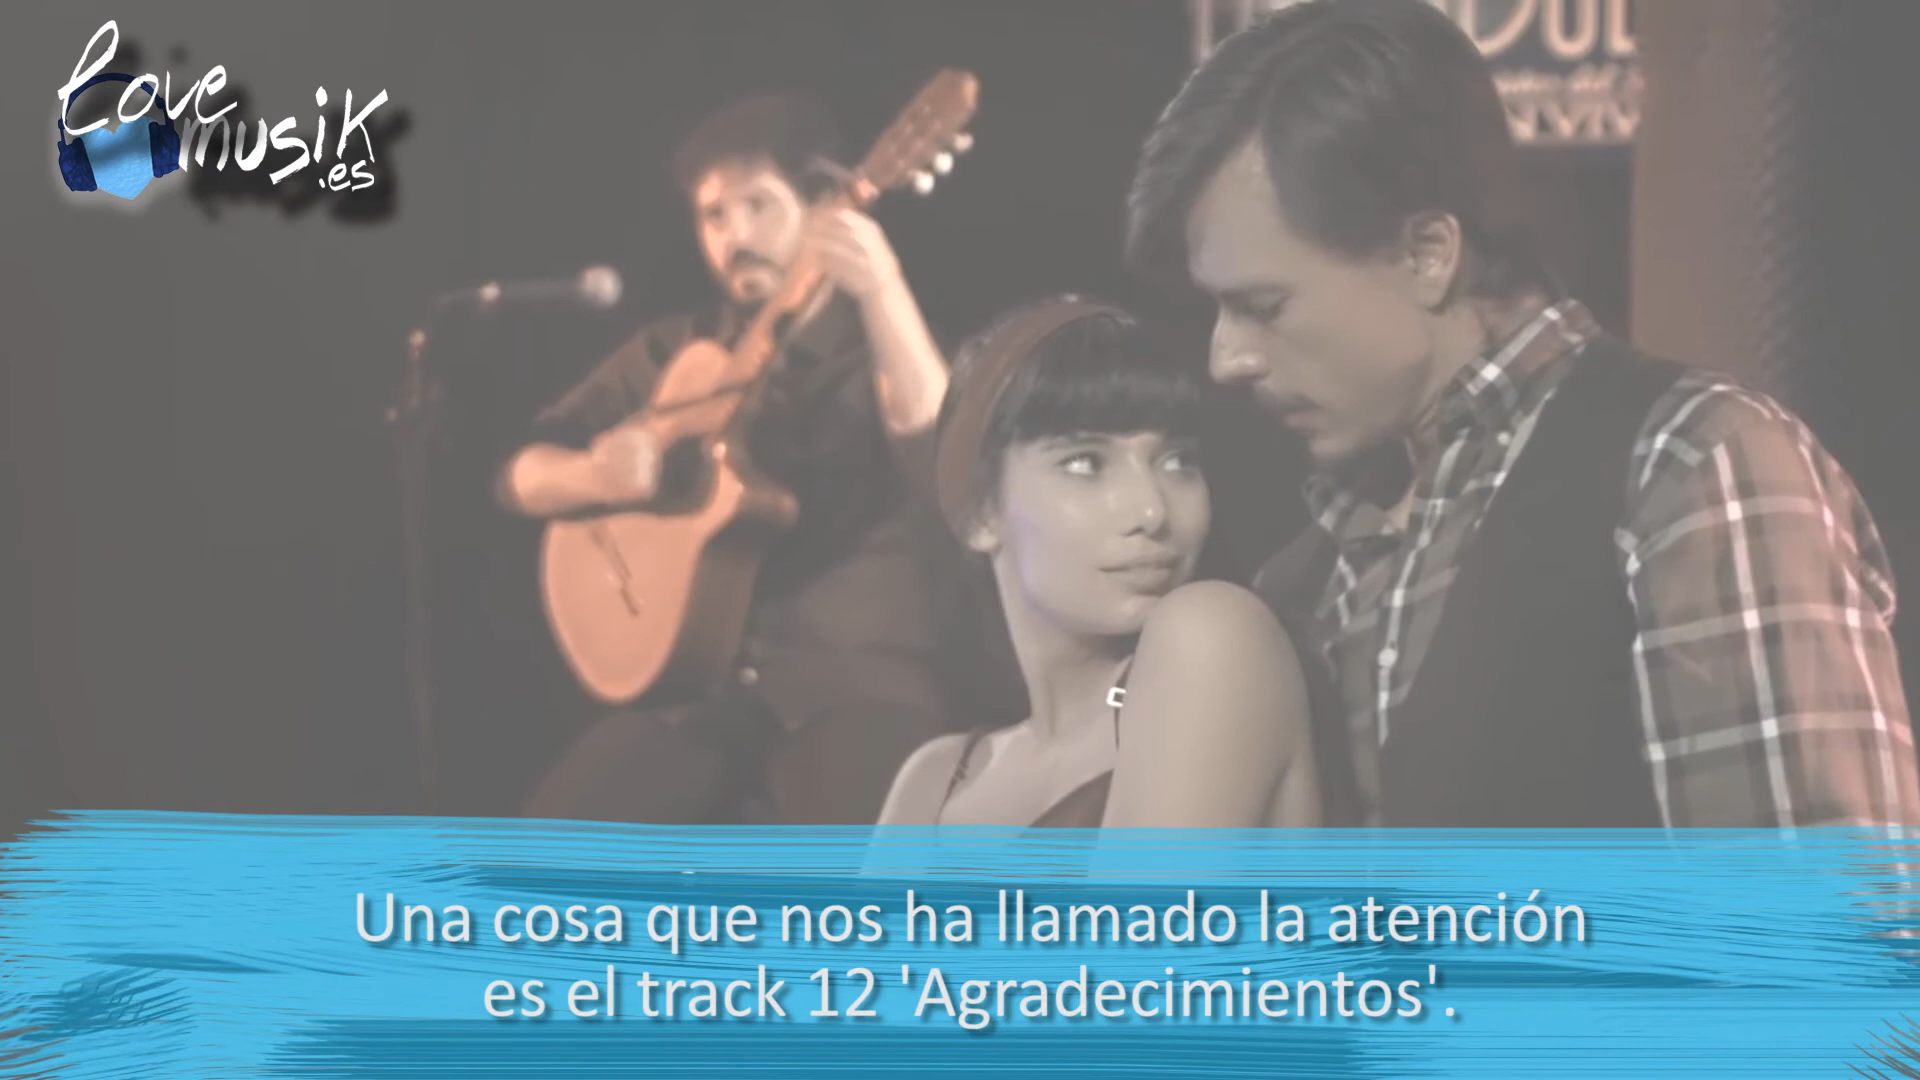 Love
musik
.es
Una cosa que nos ha llamado la atención
es el track 12 'Agradecimientos'.